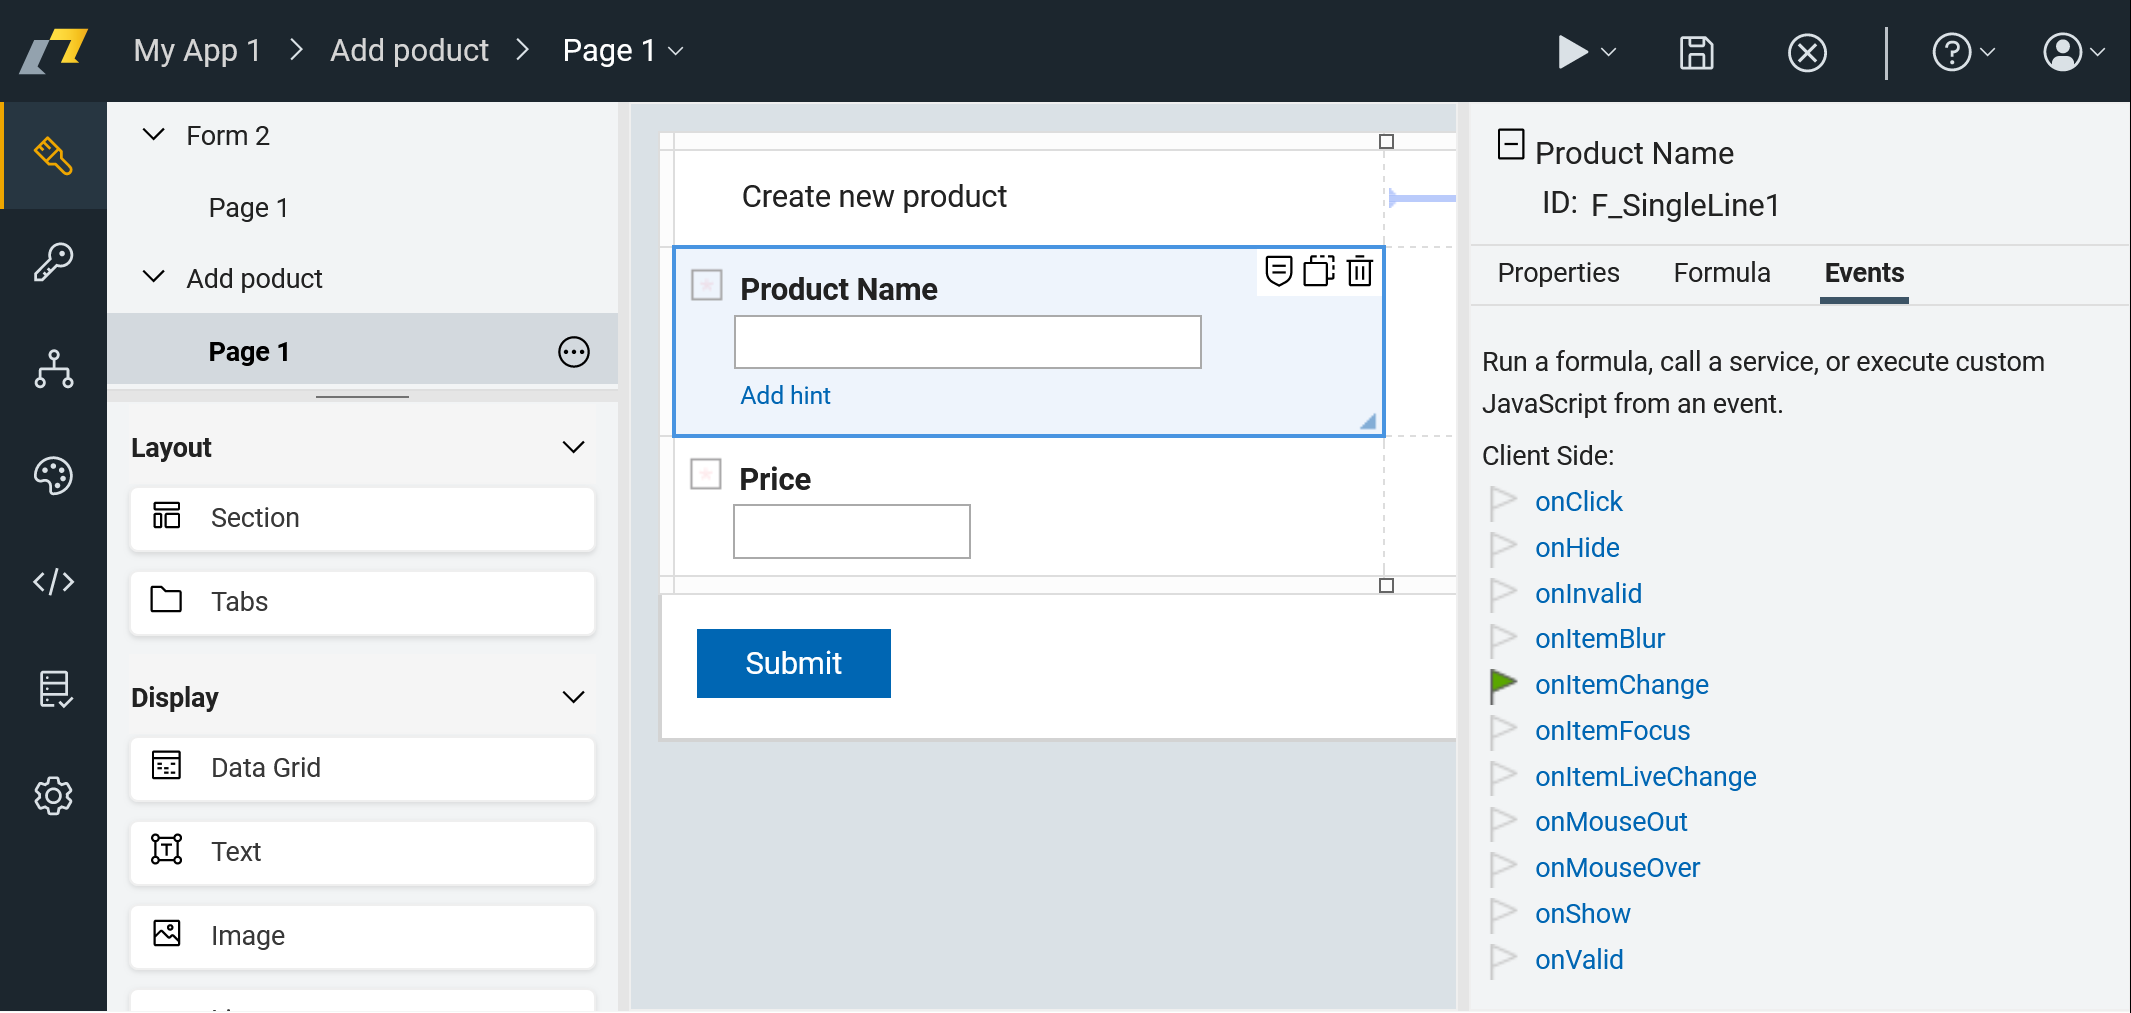 My App 1 > Add poduct > Page 1
Form 2
Page 1
Add poduct
Page 1
Layout
Section
Tabs
Display
Data Grid
Text
Image
Create new product
Product Name
Add hint
Price
Submit
Product Name
ID: F_SingleLine1
Properties Formula Events
Run a formula, call a service, or execute custom
JavaScript from an event.
Client Side:
onClick
onHide
onInvalid
onItemBlur
onItemChange
onItemFocus
onItemLiveChange
onMouseOut
onMouseOver
onShow
onValid